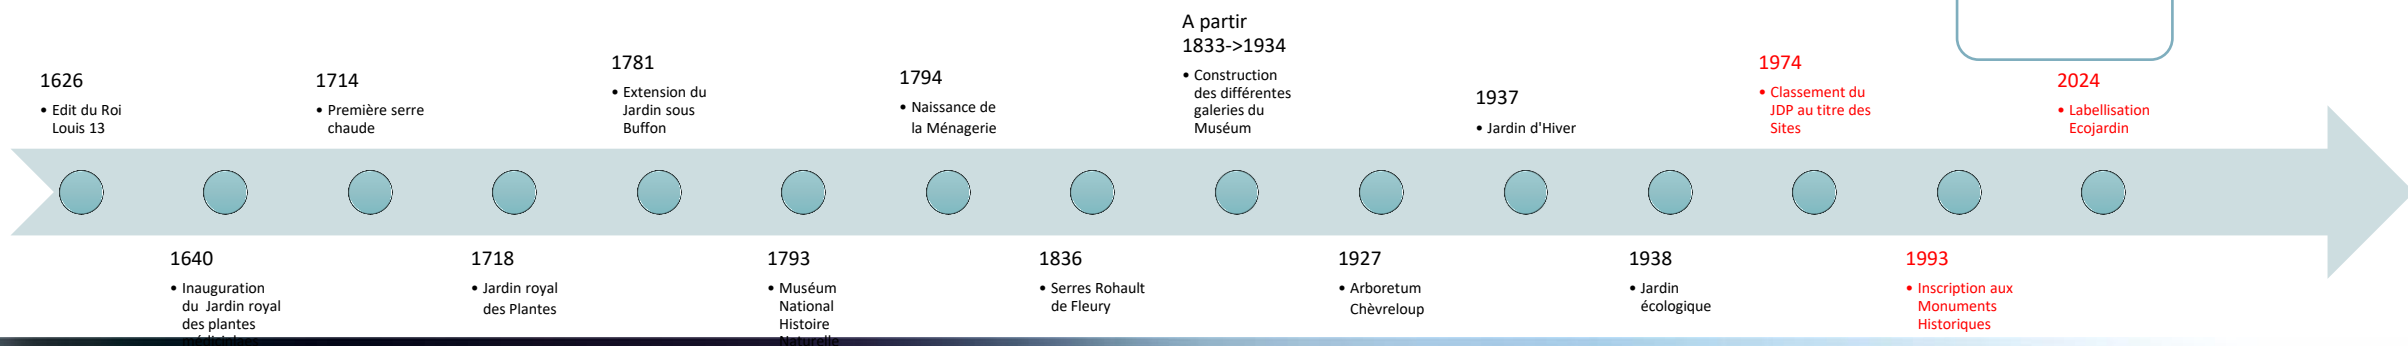 1626
• Edit du Roi
Louis 13
1640
• Inauguration
du Jardin royal
des plantes
1714
• Première serre
chaude
1718
• Jardin royal
des Plantes
1781
• Extension du
Jardin sous
Buffon
1793
• Muséum
National
Histoire
Naturelle
1794
• Naissance de
la Ménagerie
1836
• Serres Rohault
de Fleury
A partir
1833->1934
• Construction
des différentes
galeries du
Muséum
1927
• Arboretum
Chèvreloup
1937
• Jardin d'Hiver
1938
• Jardin
écologique
1974
• Classement du
JDP au titre des
Sites
1993
• Inscription aux
Monuments
Historiques
2024
• Labellisation
Ecojardin